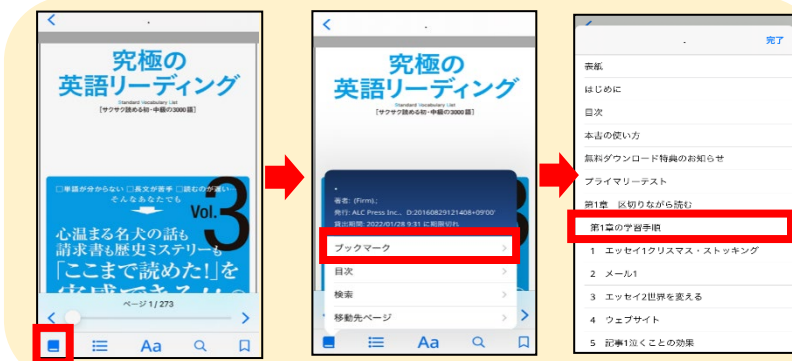 究極の
英語リーディング
Standard Vocabulary List
[サクサク読める初・中級の3000語]
□単語が分からない □長文が苦手 □読むのが遅い…
そんなあなたでも
Vol.3
心温まる名犬の話も
請求書も歴史ミステリーも
「ここまで読めた!」を
実感できる
ページ 1 / 273
Aa
究極の
英語リーディング
Standard Vocabulary List
[サクサク読める初・中級の3000語]
著者: (Firm).;
発行: ALC Press Inc.、D:20160829121408+09'00'
貸出期間: 2022/01/28 9:31 に期限切れ
ブックマーク
目次
検索
移動先ページ
Aa
完了
表紙
はじめに
目次
本書の使い方
無料ダウンロード特典のお知らせ
プライマリーテスト
第1章 区切りながら読む
第1章の学習手順
1 エッセイ1クリスマス・ストッキング
2 メール1
3 エッセイ2世界を変える
4 ウェブサイト
5 記事1泣くことの効果